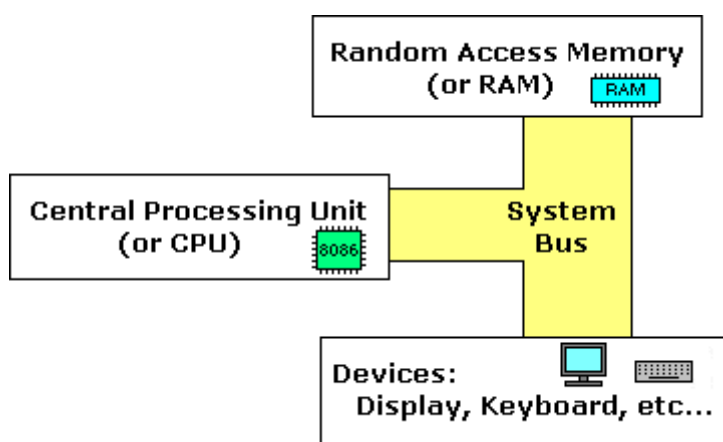 Random Access Memory
(or RAM)
RAM
Central Processing Unit
(or CPU)
8086
System
Bus
Devices:
Display, Keyboard, etc...